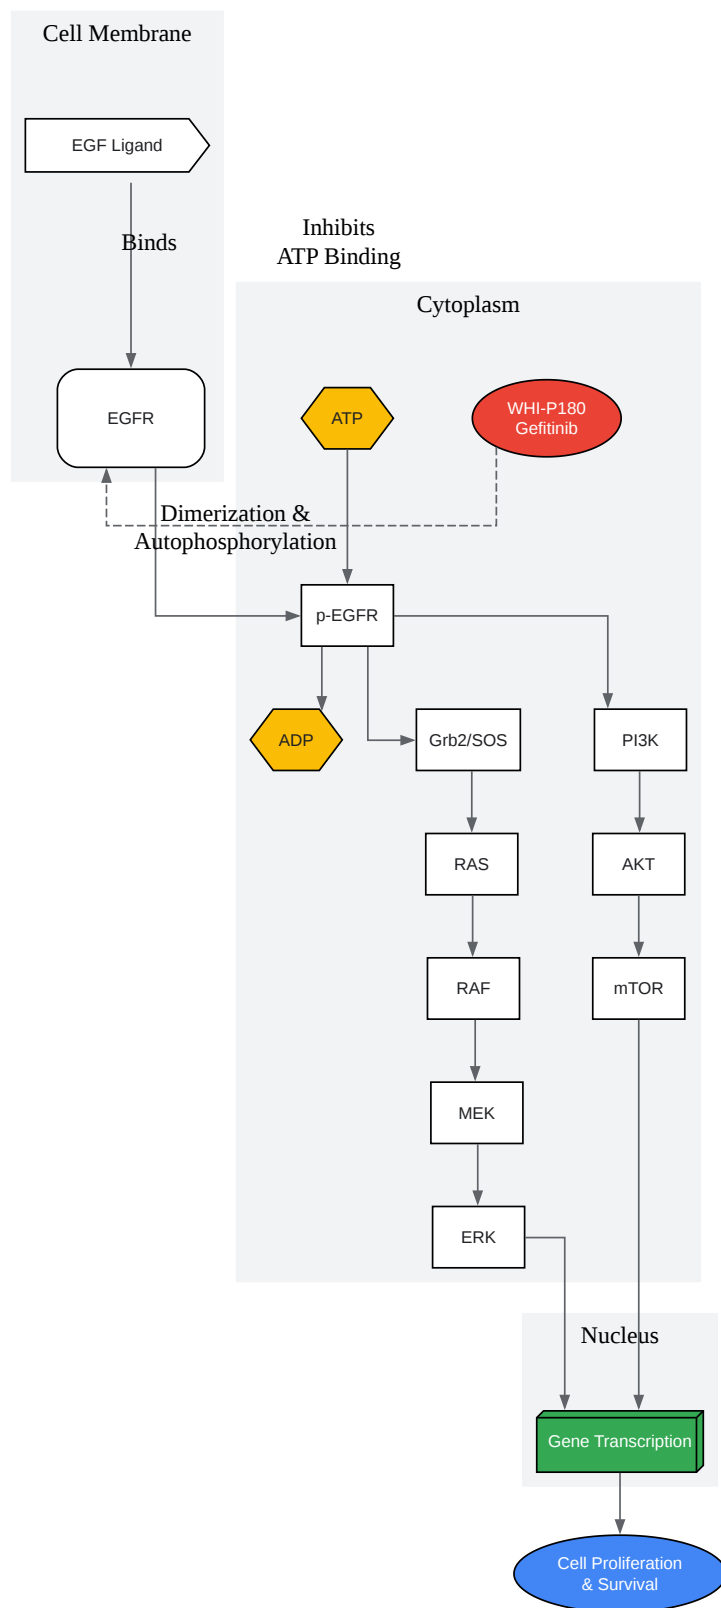 Cell Membrane
EGF Ligand
Binds
Inhibits
ATP Binding
Cytoplasm
EGFR
ATP
WHI-P180
Gefitinib
Dimerization &
Autophosphorylation
p-EGFR
ADP
Grb2/SOS
PI3K
RAS
AKT
RAF
mTOR
MEK
ERK
Nucleus
Gene Transcription
Cell Proliferation
& Survival